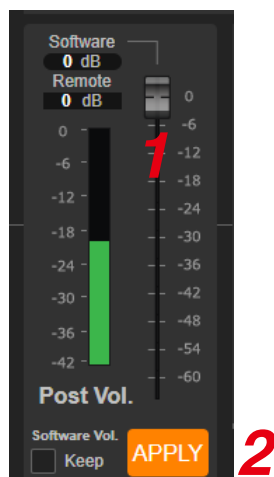 Software
0 dB
Remote
0 dB
0
-6
-12
-18
-24
-30
-36
-42
0
-6
-12
-18
-24
-30
-36
-42
-48
-54
-60
1
Post Vol.
Software Vol.
Keep
APPLY
2